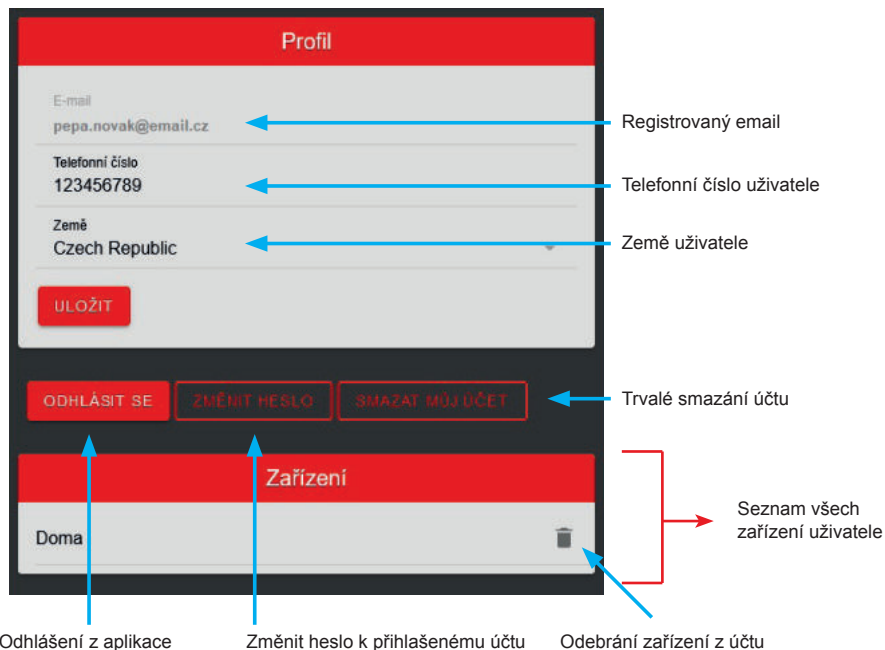 Profil
E-mail
pepa.novak@email.cz
Registrovaný email
Telefonní číslo
123456789
Telefonní číslo uživatele
Země
Czech Republic
Země uživatele
ULOŽIT
ODHLÁSIT SE
ZMĚNIT HESLO
SMAZAT MŮJ ÚČET
Trvalé smazání účtu
Zařízení
Doma
Seznam všech
zařízení uživatele
Odhlášení z aplikace
Změnit heslo k přihlašenému účtu
Odebrání zařízení z účtu